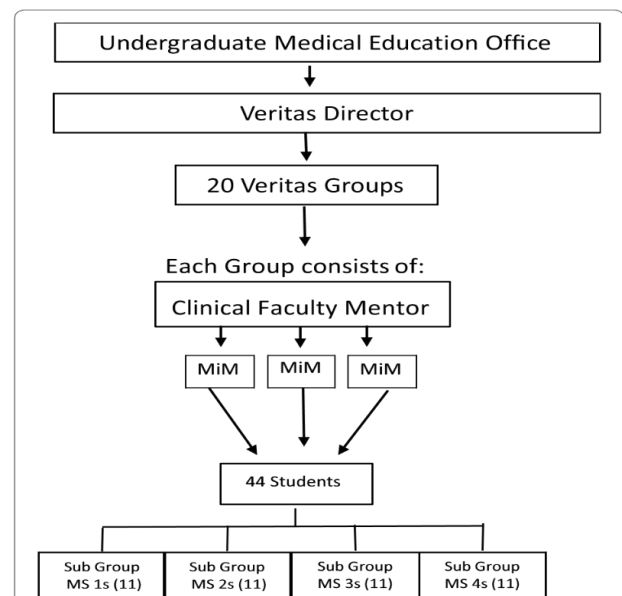 Undergraduate Medical Education Office
Veritas Director
20 Veritas Groups
Each Group consists of:
Clinical Faculty Mentor
MiM
MiM
MiM
44 Students
Sub Group
MS 1s (11)
Sub Group
MS 2s (11)
Sub Group
MS 3s (11)
Sub Group
MS 4s (11)